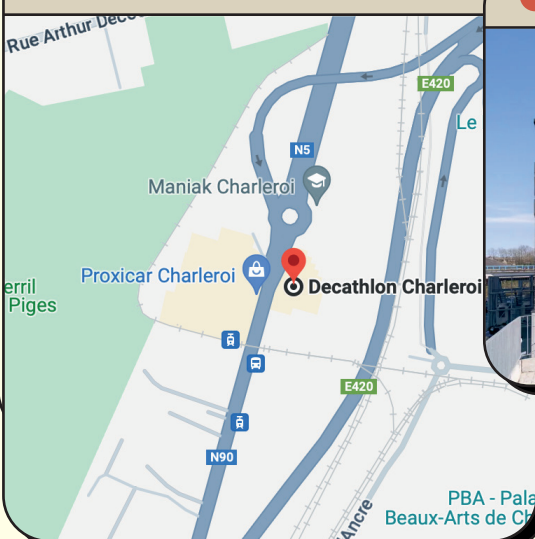 Rue Arthur
E420
Le
N5
Maniak Charleroi
Proxicar Charleroi
Decathlon Charleroi
erril
Piges
E420
N90
PBA - Pala
Beaux-Arts de Ch
Ancre